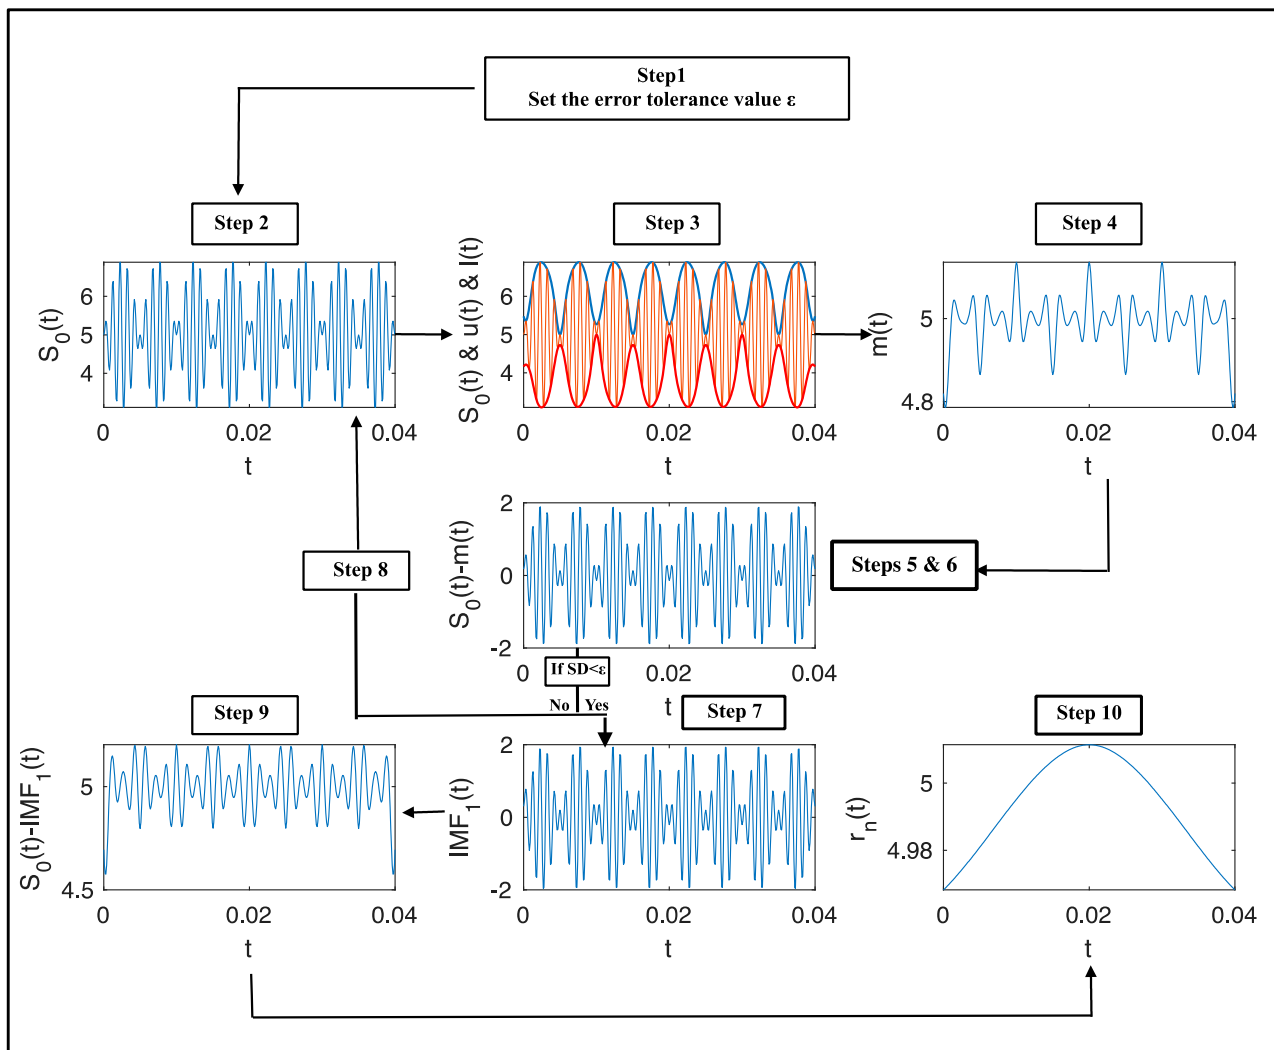 Step1
Set the error tolerance value ε
Step 2
S0(t)
6
4
0
0.02
0.04
t
Step 3
S0(t) & u(t) & l(t)
6
5
4
0
0.02
0.04
t
Step 4
m(t)
5
4.8
0
0.02
0.04
t
Steps 5 & 6
S0(t)-m(t)
2
0
-2
0
0.02
0.04
t
If SD<ε
No
Yes
Step 8
Step 9
S0(t)-IMF1(t)
5
4.5
0
0.02
0.04
t
Step 7
IMF1(t)
2
0
-2
0
0.02
0.04
t
Step 10
rn(t)
5
4.98
0
0.02
0.04
t